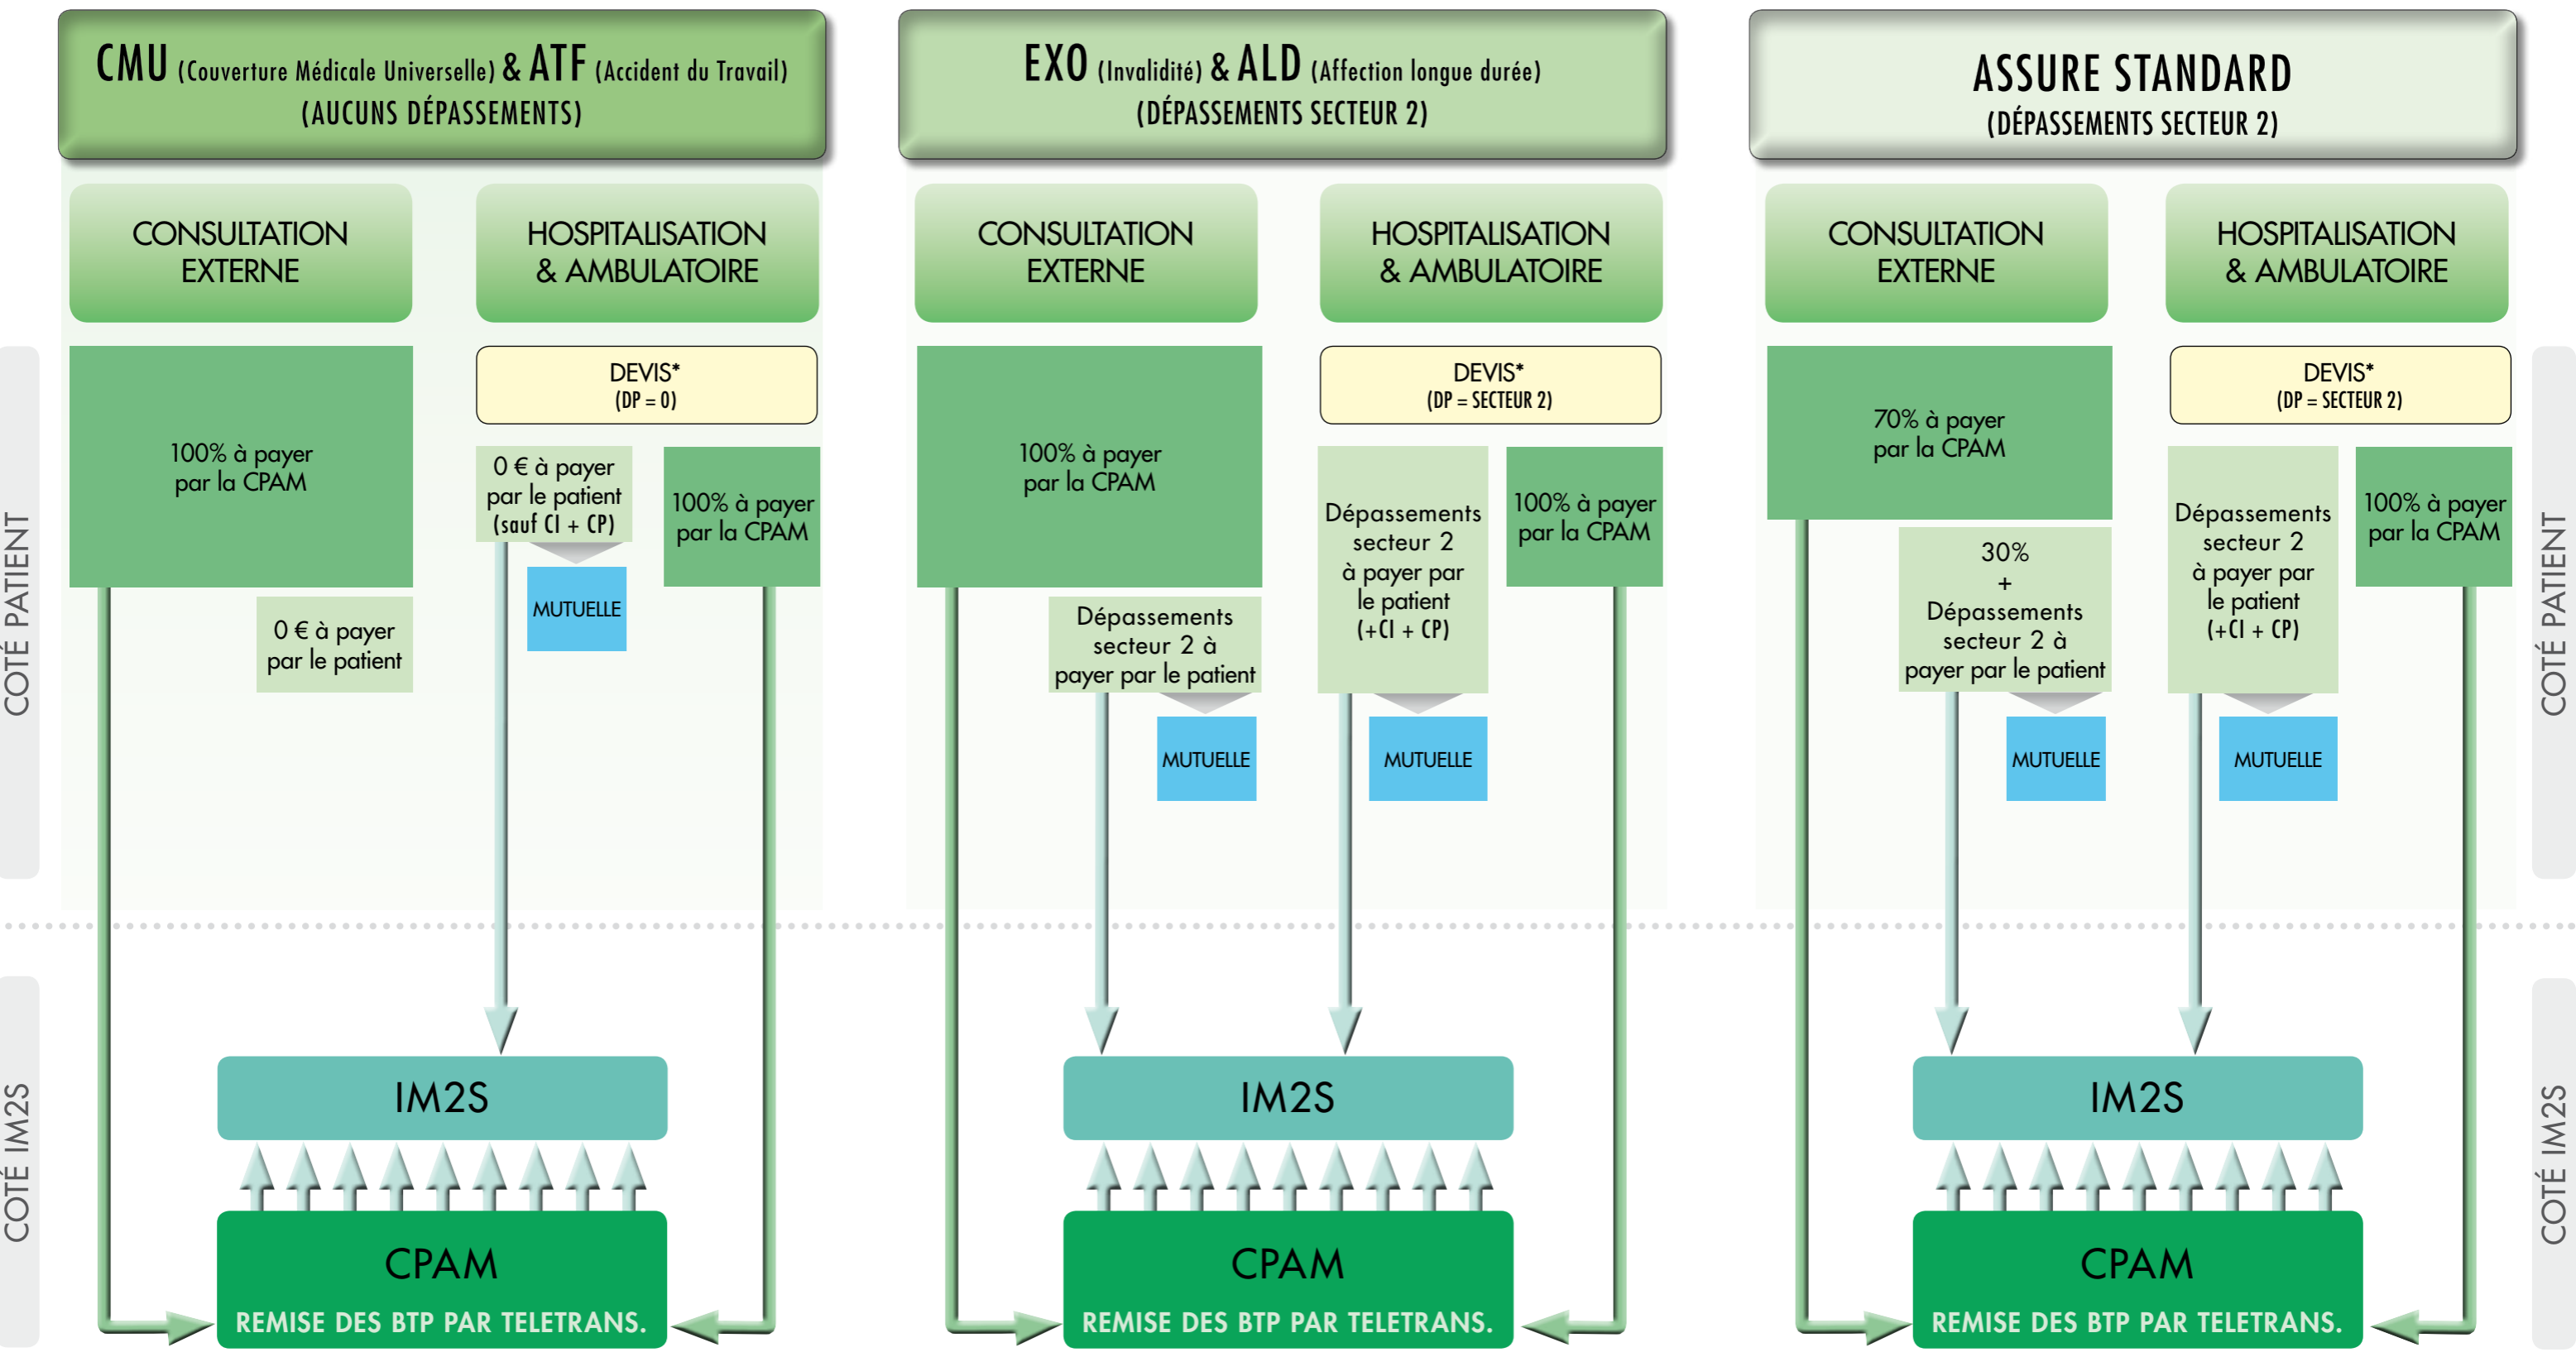 CMU (Couverture Médicale Universelle) & ATF (Accident du Travail)
(AUCUNS DÉPASSEMENTS)
EXO (Invalidité) & ALD (Affection longue durée)
(DÉPASSEMENTS SECTEUR 2)
ASSURE STANDARD
(DÉPASSEMENTS SECTEUR 2)
CONSULTATION
EXTERNE
HOSPITALISATION
& AMBULATOIRE
CONSULTATION
EXTERNE
HOSPITALISATION
& AMBULATOIRE
CONSULTATION
EXTERNE
HOSPITALISATION
& AMBULATOIRE
COTÉ PATIENT
100% à payer
par la CPAM
0 € à payer
par le patient
DEVIS*
(DP = 0)
0 € à payer
par le patient
(sauf CI + CP)
MUTUELLE
100% à payer
par la CPAM
100% à payer
par la CPAM
Dépassements
secteur 2 à
payer par le patient
MUTUELLE
DEVIS*
(DP = SECTEUR 2)
Dépassements
secteur 2
à payer par
le patient
(+CI + CP)
MUTUELLE
100% à payer
par la CPAM
70% à payer
par la CPAM
30%
+
Dépassements
secteur 2 à
payer par le patient
MUTUELLE
DEVIS*
(DP = SECTEUR 2)
Dépassements
secteur 2
à payer par
le patient
(+CI + CP)
MUTUELLE
100% à payer
par la CPAM
COTÉ PATIENT
COTÉ IM2S
IM2S
CPAM
REMISE DES BTP PAR TELETRANS.
IM2S
CPAM
REMISE DES BTP PAR TELETRANS.
IM2S
CPAM
REMISE DES BTP PAR TELETRANS.
COTÉ IM2S